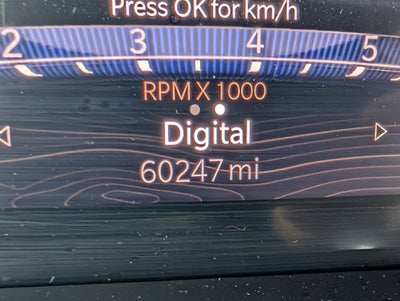 Press OK for km/h
2 3 4 5
RPM X 1000
Digital
60247 mi